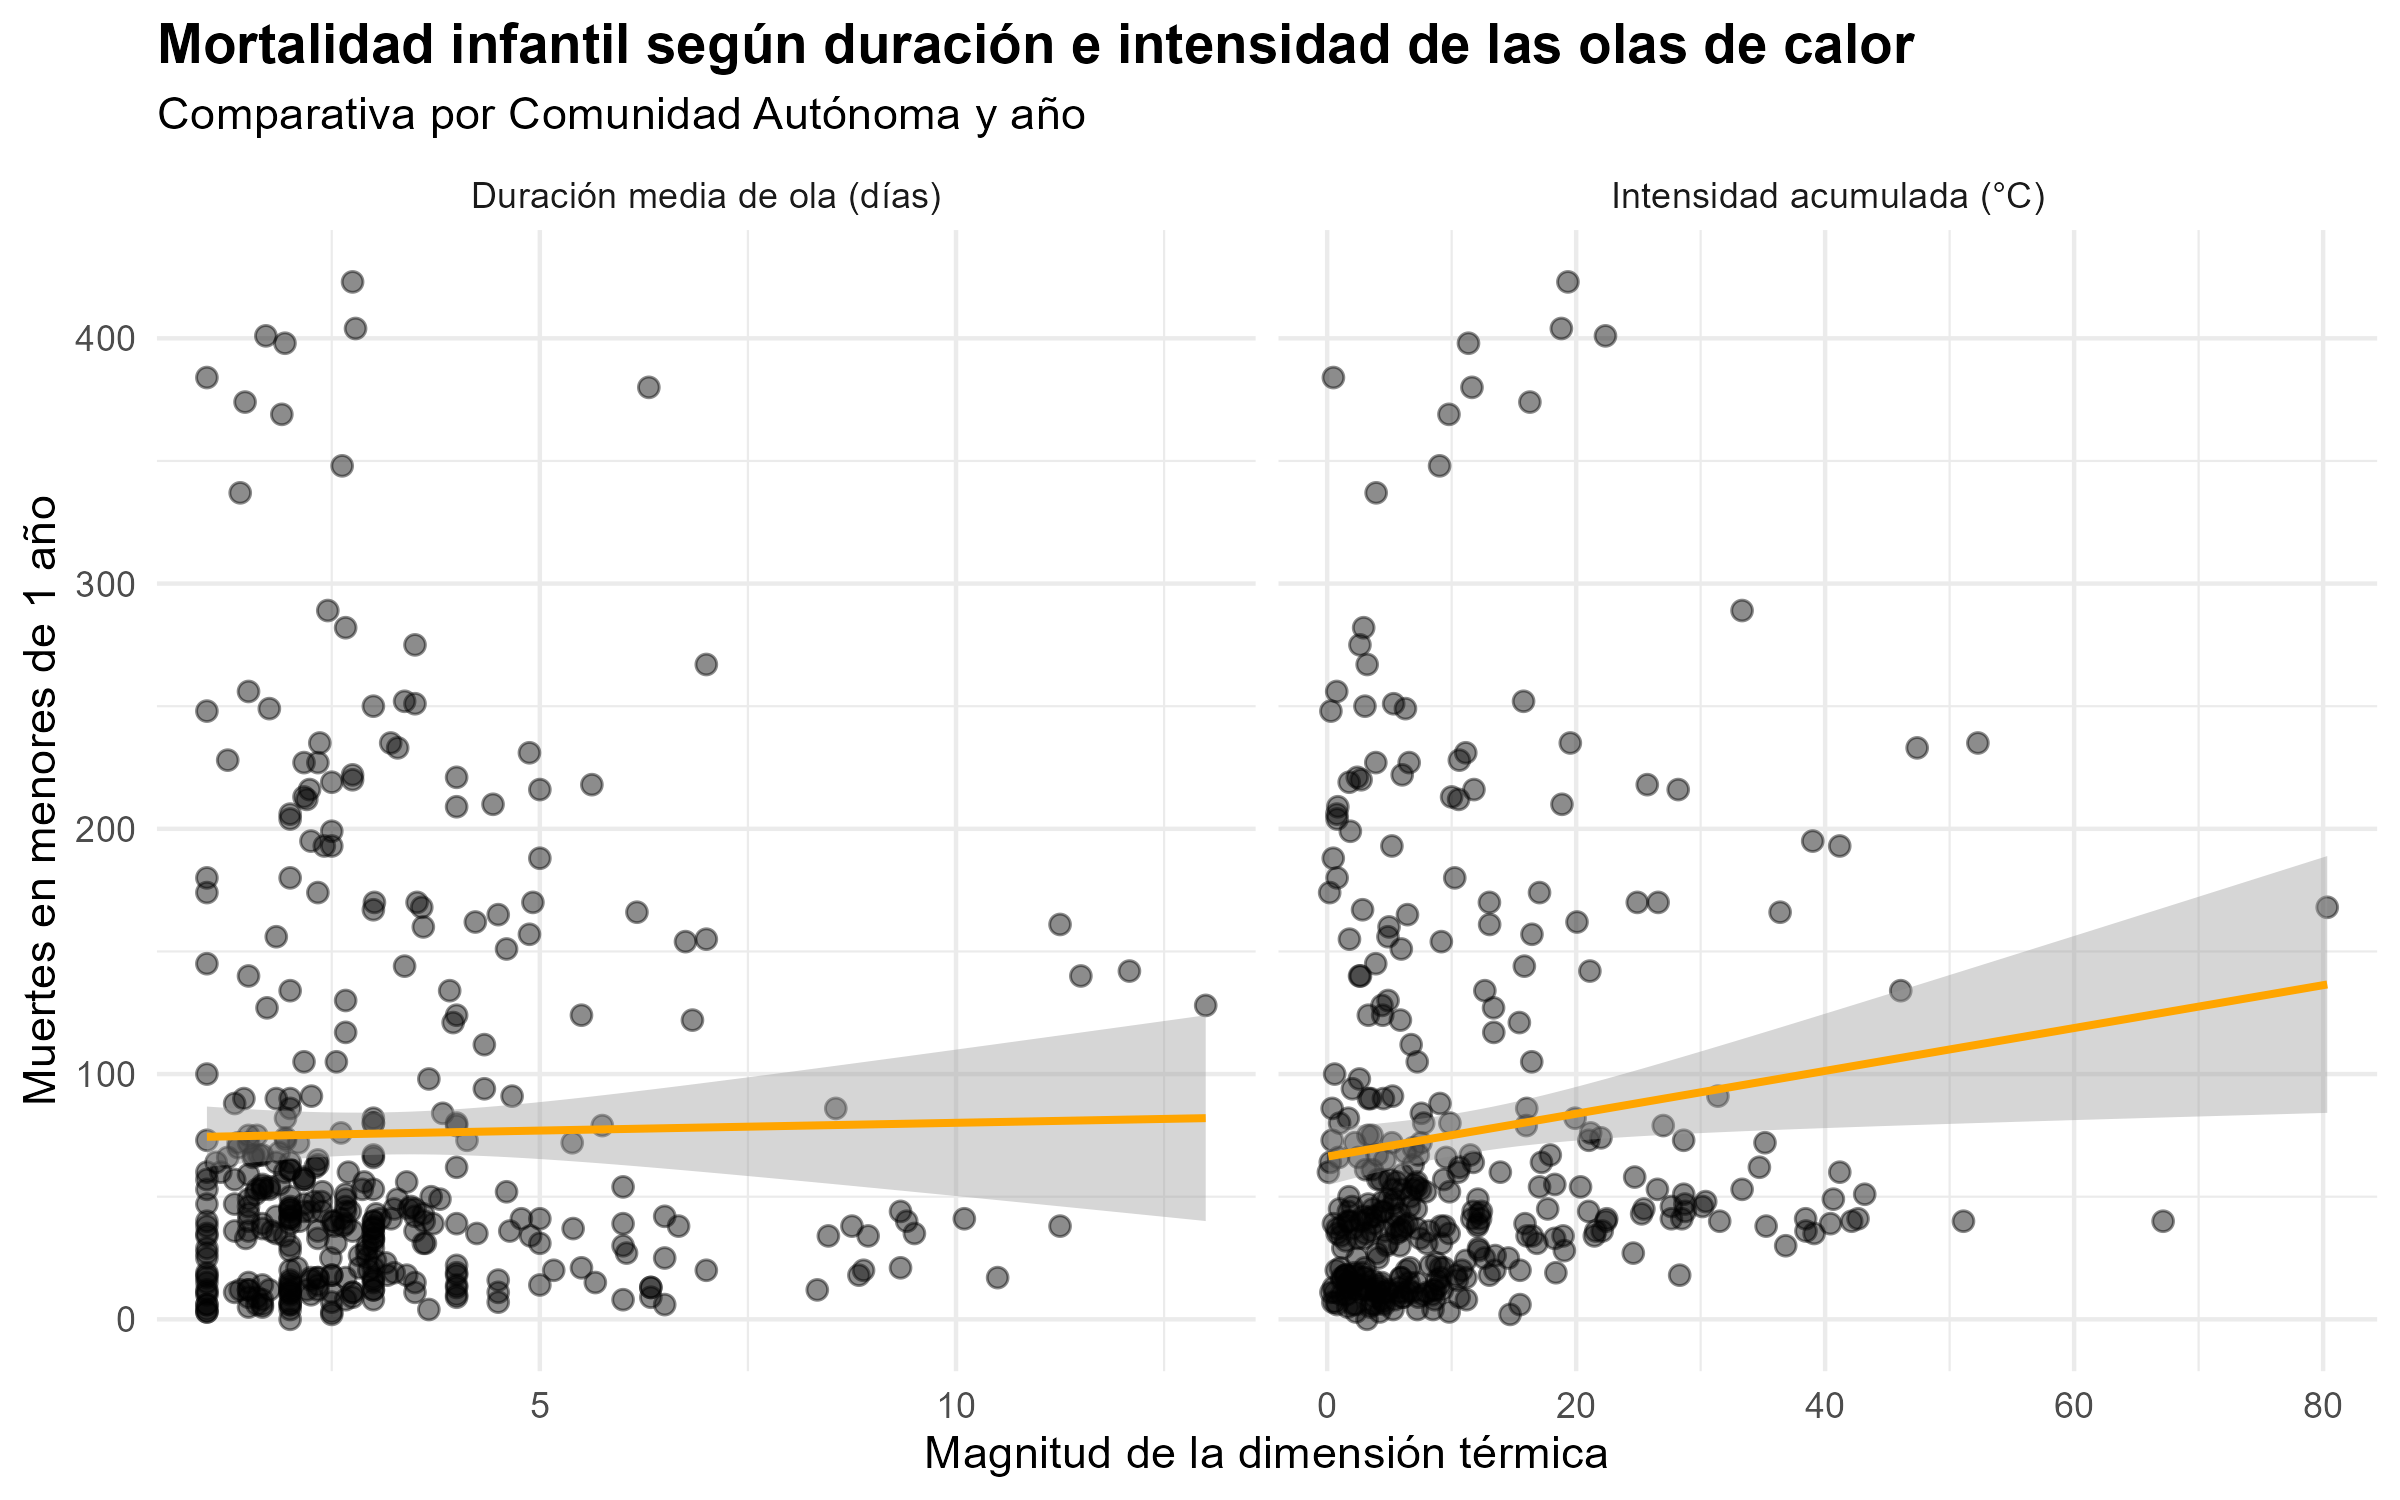 Mortalidad infantil según duración e intensidad de las olas de calor
Comparativa por Comunidad Autónoma y año
Duración media de ola (días)
Intensidad acumulada (°C)
Muertes en menores de 1 año
400
300
200
100
0
5
10
0
20
40
60
80
Magnitud de la dimensión térmica